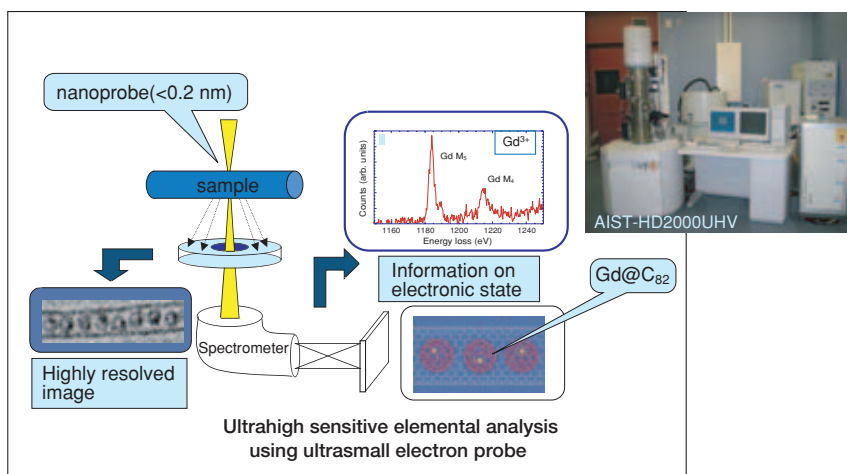 nanoprobe(<0.2 nm)
sample
Counts (arb. units)
Gd M₅
Gd M₄
Gd³⁺
1160 1180 1200 1220 1240
Energy loss (eV)
AIST-HD2000UHV
Information on
electronic state
Gd@C₈₂
Spectrometer
Highly resolved
image
Ultrahigh sensitive elemental analysis
using ultrasmall electron probe